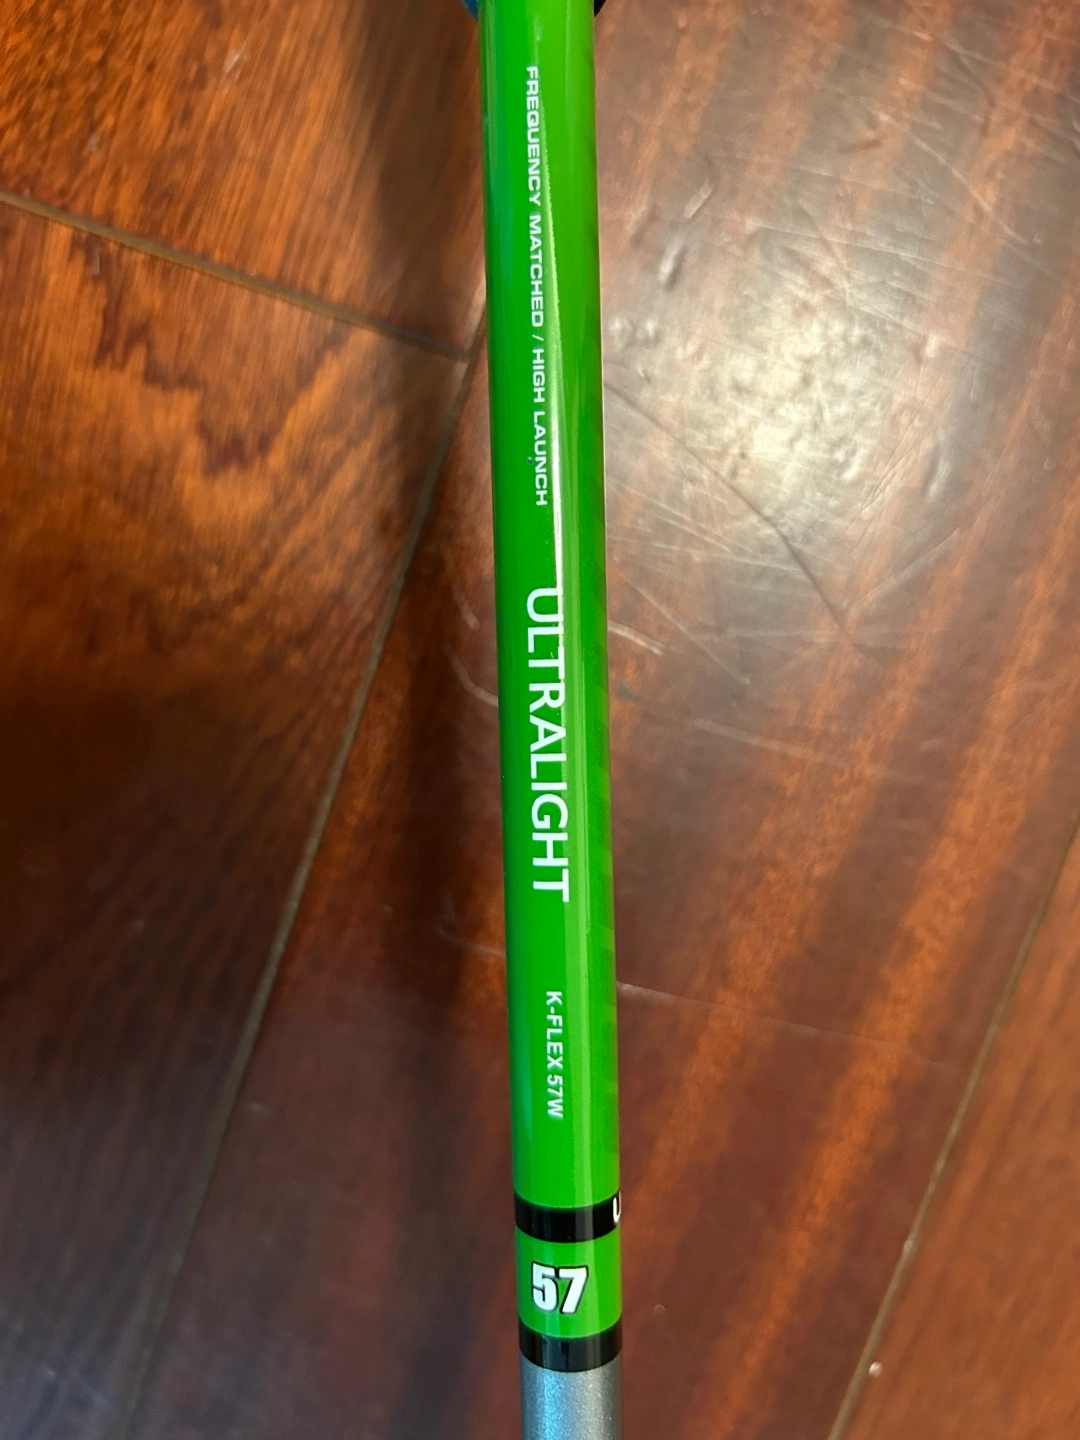 FREQUENCY MATCHED / HIGH LAUNCH
ULTRALIGHT
K-FLEX 57W
57